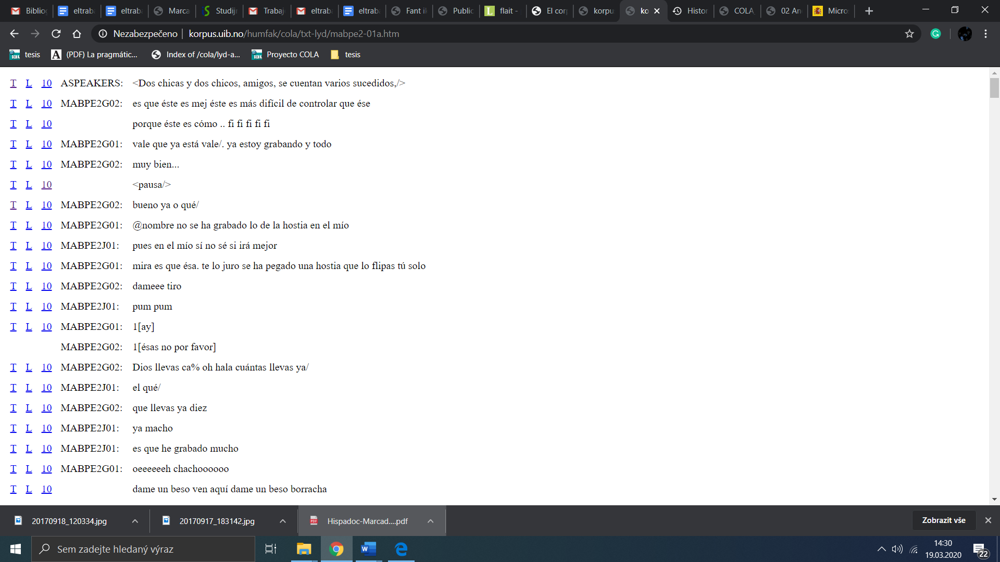 Bibliog
eltraba
eltraba
Marca
Studijn
Trabaj
eltraba
eltraba
Fant ik
Public
flait -
El corp
korpu
ko
Histor
COLA
02 An
Micro
Nezabezpečeno | korpus.uib.no/humfak/cola/txt-lyd/mabpe2-01a.htm
tesis
(PDF) La pragmátic...
Index of /cola/lyd-a...
Proyecto COLA
tesis
T L 10 ASPEAKERS: <Dos chicas y dos chicos, amigos, se cuentan varios sucedidos,/>
T L 10 MABPE2G02: es que éste es mej éste es más difícil de controlar que ése
T L 10 porque éste es cómo .. fi fi fi fi fi
T L 10 MABPE2G01: vale que ya está vale/. ya estoy grabando y todo
T L 10 MABPE2G02: muy bien...
T L 10 <pausa/>
T L 10 MABPE2G02: bueno ya o qué/
T L 10 MABPE2G01: @nombre no se ha grabado lo de la hostia en el mío
T L 10 MABPE2J01: pues en el mío sí no sé si irá mejor
T L 10 MABPE2G01: mira es que ésa. te lo juro se ha pegado una hostia que lo flipas tú solo
T L 10 MABPE2G02: dameee tiro
T L 10 MABPE2J01: pum pum
T L 10 MABPE2G01: 1[ay]
MABPE2G02: 1[ésas no por favor]
T L 10 MABPE2G02: Dios llevas ca% oh hala cuántas llevas ya/
T L 10 MABPE2J01: el qué/
T L 10 MABPE2G02: que llevas ya diez
T L 10 MABPE2J01: ya macho
T L 10 MABPE2J01: es que he grabado mucho
T L 10 MABPE2G01: oeeeeeeh chachoooooo
T L 10 dame un beso ven aquí dame un beso borracha
20170918_120334.jpg
20170917_183142.jpg
Hispadoc-Marcad....pdf
Zobrazit vše
Sem zadejte hledaný výraz
14:30
19.03.2020
22